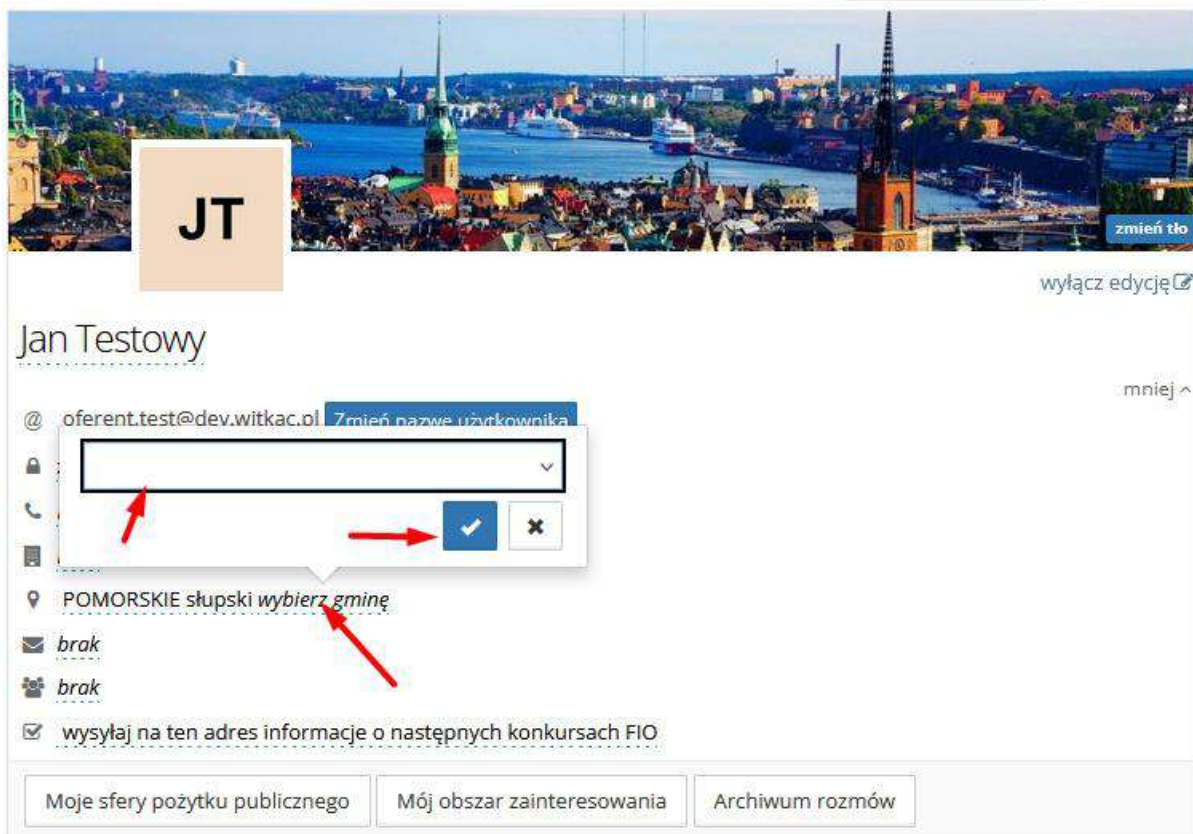 JT
zmień tło
wyłącz edycję
Jan Testowy
mniej
@ oferent.test@dev.witkac.pl Zmień nazwę użytkownika
POMORSKIE słupski wybierz gminę
brak
brak
wysyłaj na ten adres informacje o następnych konkursach FIO
Moje sfery pożytku publicznego Mój obszar zainteresowania Archiwum rozmów